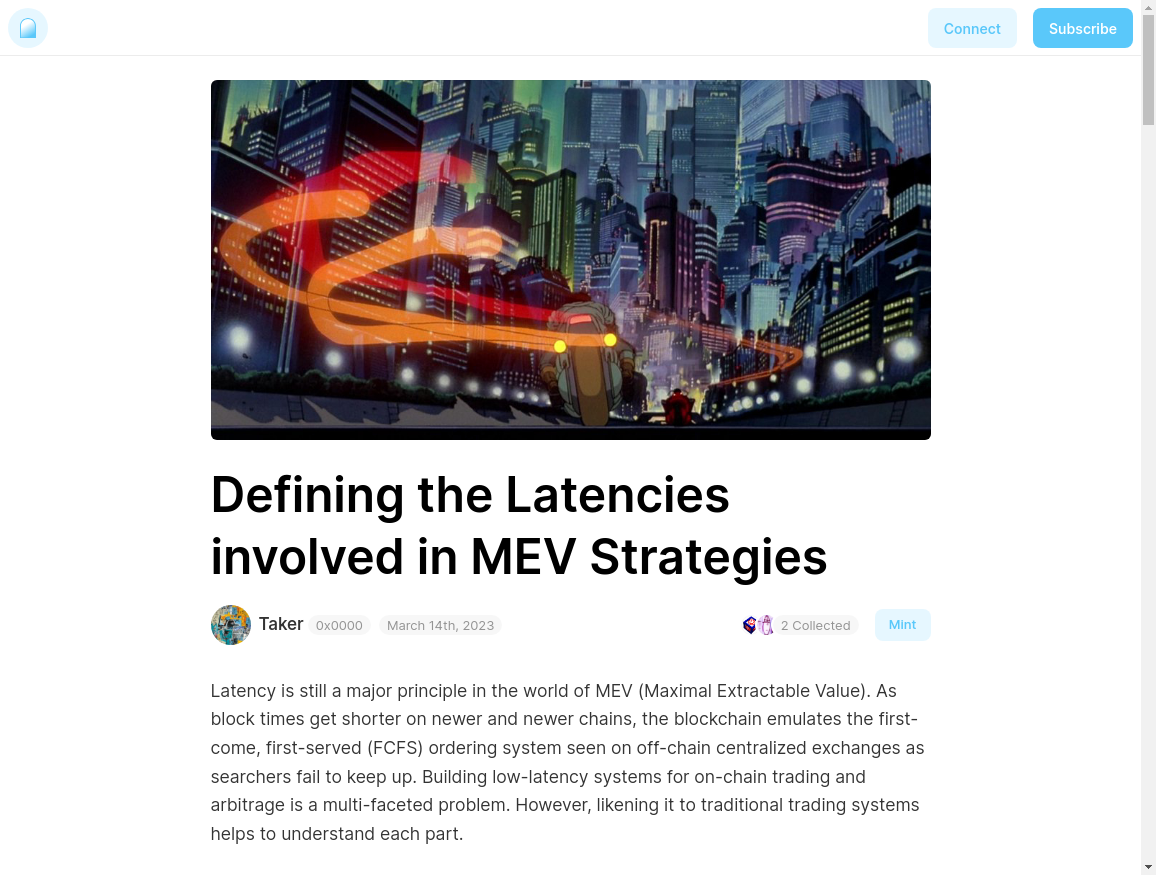 Connect
Subscribe
Defining the Latencies
involved in MEV Strategies
Taker
0x0000
March 14th, 2023
2 Collected
Mint
Latency is still a major principle in the world of MEV (Maximal Extractable Value). As
block times get shorter on newer and newer chains, the blockchain emulates the first-
come, first-served (FCFS) ordering system seen on off-chain centralized exchanges as
searchers fail to keep up. Building low-latency systems for on-chain trading and
arbitrage is a multi-faceted problem. However, likening it to traditional trading systems
helps to understand each part.